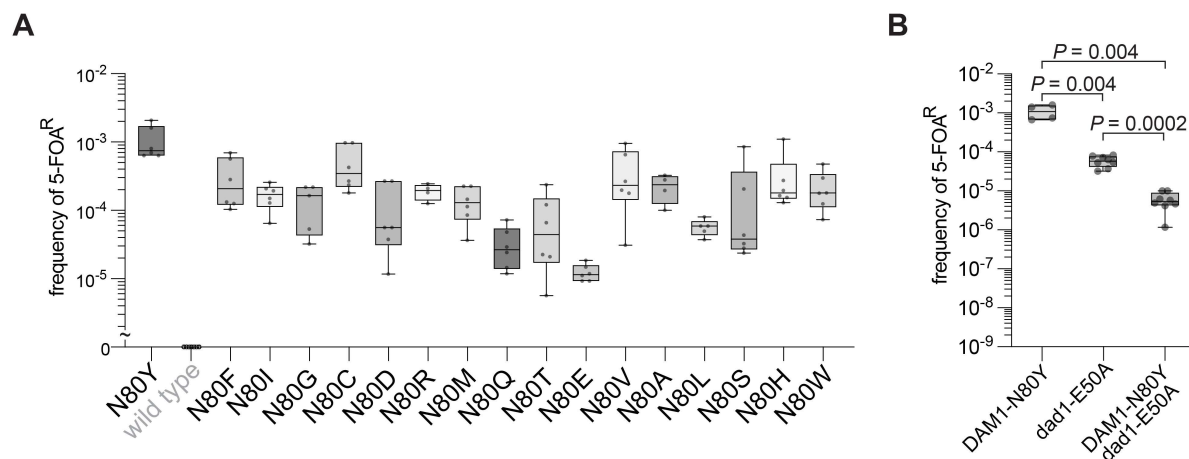 A
frequency of 5-FOAᴿ
10⁻²
10⁻³
10⁻⁴
10⁻⁵
~
0
N80Y
wild type
N80F
N80I
N80G
N80C
N80D
N80R
N80M
N80Q
N80T
N80E
N80V
N80A
N80L
N80S
N80H
N80W
B
P = 0.004
P = 0.004
P = 0.0002
frequency of 5-FOAᴿ
10⁻²
10⁻³
10⁻⁴
10⁻⁵
10⁻⁶
10⁻⁷
10⁻⁸
10⁻⁹
DAM1-N80Y
dad1-E50A
DAM1-N80Y
dad1-E50A